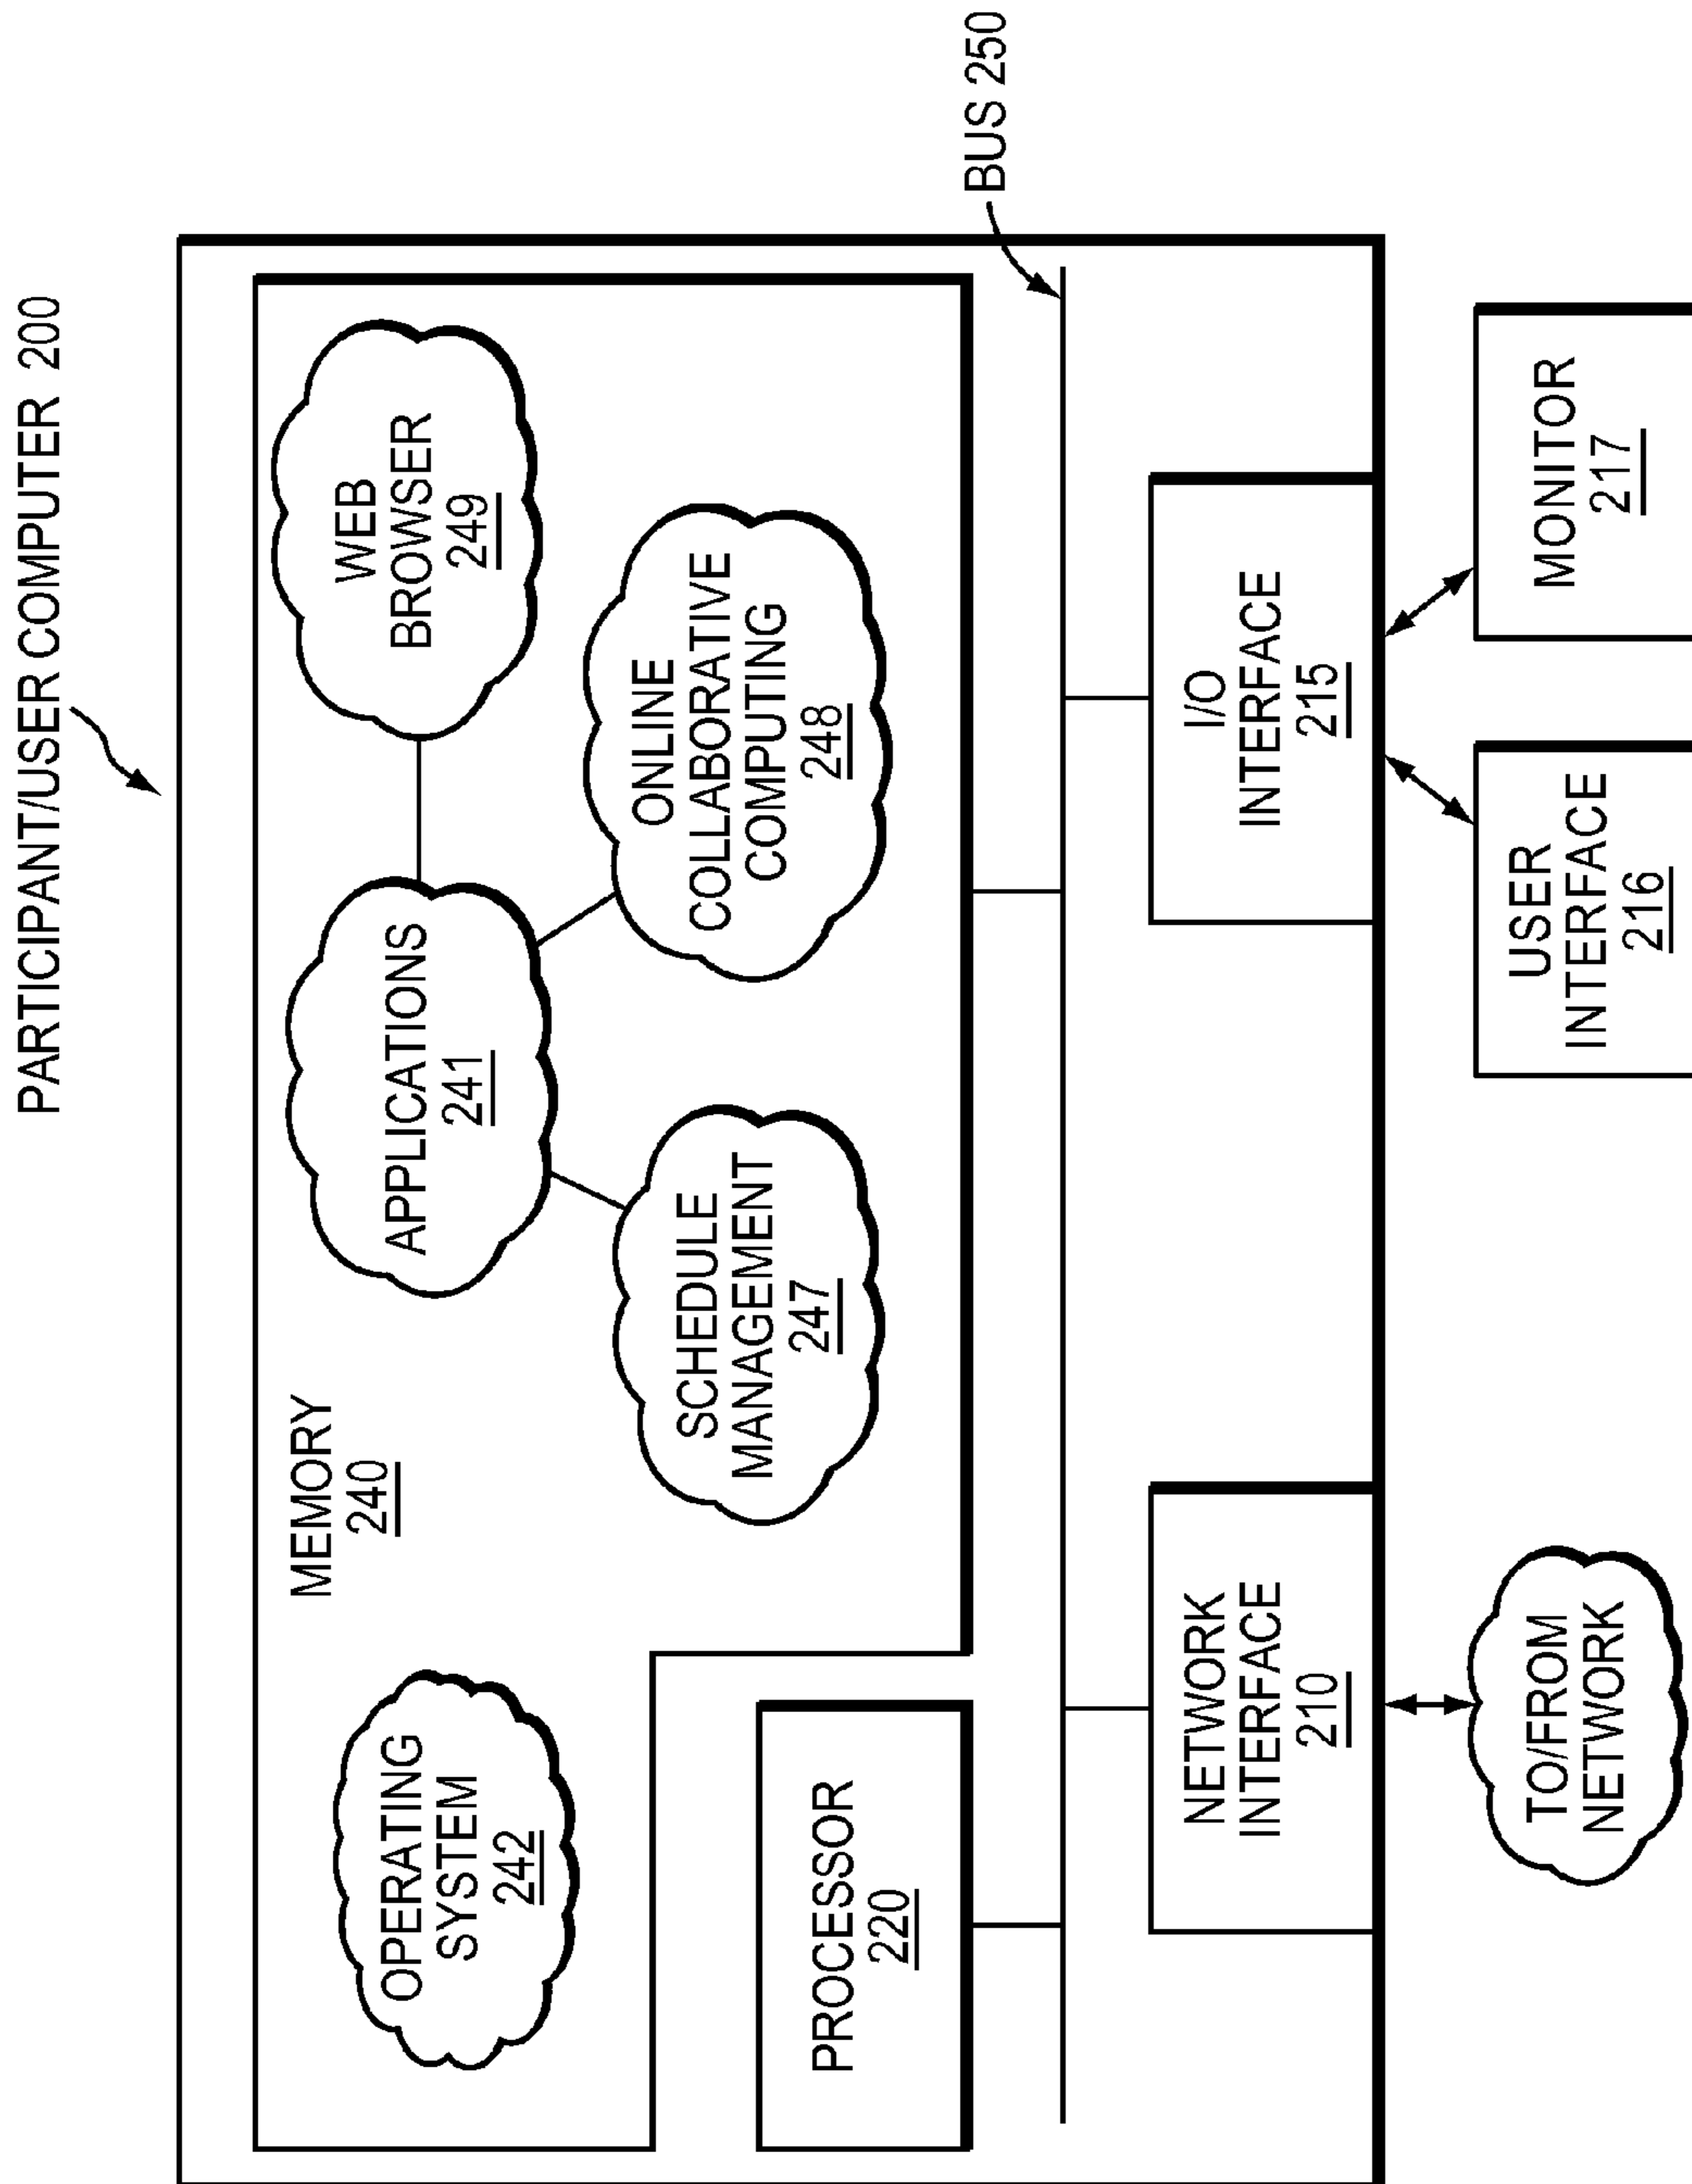 PARTICIPANT/USER COMPUTER 200
MEMORY
240
OPERATING
SYSTEM
242
APPLICATIONS
241
WEB
BROWSER
249
SCHEDULE
MANAGEMENT
247
ONLINE
COLLABORATIVE
COMPUTING
248
PROCESSOR
220
BUS 250
NETWORK
INTERFACE
210
I/O
INTERFACE
215
TO/FROM
NETWORK
USER
INTERFACE
216
MONITOR
217